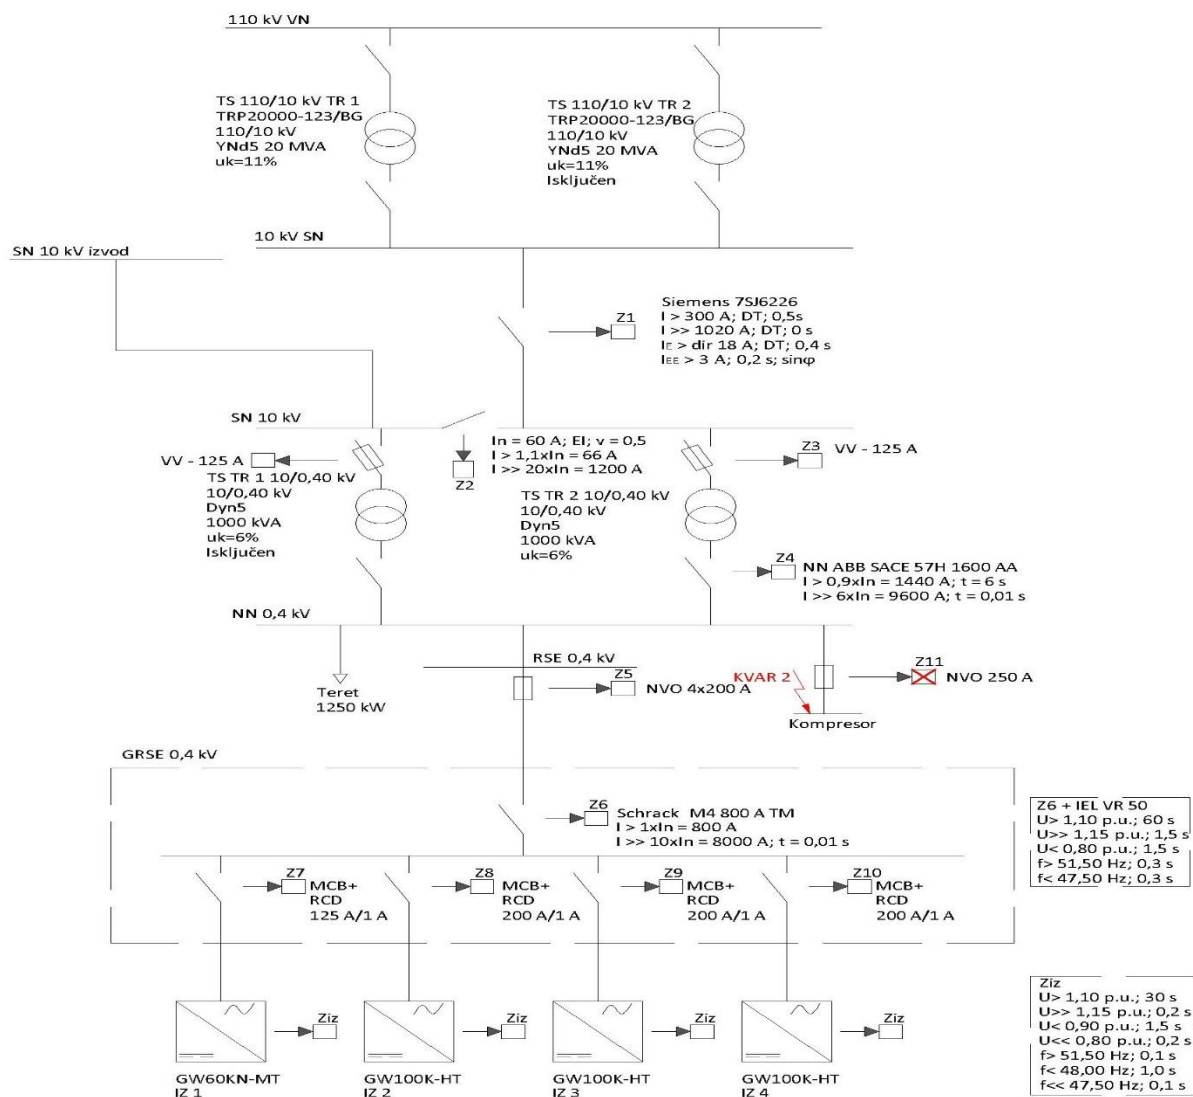 110 kV VN
TS 110/10 kV TR 1
TRP20000-123/BG
110/10 kV
YNd5 20 MVA
uk=11%
TS 110/10 kV TR 2
TRP20000-123/BG
110/10 kV
YNd5 20 MVA
uk=11%
Isključen
10 kV SN
SN 10 kV izvod
Z1
Siemens 7SJ6226
I > 300 A; DT; 0,5s
I >> 1020 A; DT; 0 s
IE > dir 18 A; DT; 0,4 s
IEE > 3 A; 0,2 s; sinφ
SN 10 kV
VV - 125 A
TS TR 1 10/0,40 kV
10/0,40 kV
Dyn5
1000 kVA
uk=6%
Isključen
In = 60 A; EI; v = 0,5
I > 1,1xIn = 66 A
I >> 20xIn = 1200 A
Z2
TS TR 2 10/0,40 kV
10/0,40 kV
Dyn5
1000 kVA
uk=6%
Z3
VV - 125 A
Z4
NN ABB SACE 57H 1600 AA
I > 0,9xIn = 1440 A; t = 6 s
I >> 6xIn = 9600 A; t = 0,01 s
NN 0,4 kV
Teret
1250 kW
RSE 0,4 kV
Z5
NVO 4x200 A
KVAR 2
Z11
NVO 250 A
Kompresor
GRSE 0,4 kV
Z6
Schrack M4 800 A TM
I > 1xIn = 800 A
I >> 10xIn = 8000 A; t = 0,01 s
Z6 + IEL VR 50
U> 1,10 p.u.; 60 s
U>> 1,15 p.u.; 1,5 s
U< 0,80 p.u.; 1,5 s
f> 51,50 Hz; 0,3 s
f< 47,50 Hz; 0,3 s
Z7
MCB+
RCD
125 A/1 A
Z8
MCB+
RCD
200 A/1 A
Z9
MCB+
RCD
200 A/1 A
Z10
MCB+
RCD
200 A/1 A
Ziz
Ziz
Ziz
Ziz
GW60KN-MT
IZ 1
GW100K-HT
IZ 2
GW100K-HT
IZ 3
GW100K-HT
IZ 4
Ziz
U> 1,10 p.u.; 30 s
U>> 1,15 p.u.; 0,2 s
U< 0,90 p.u.; 1,5 s
U<< 0,80 p.u.; 0,2 s
f> 51,50 Hz; 0,1 s
f< 48,00 Hz; 1,0 s
f<< 47,50 Hz; 0,1 s